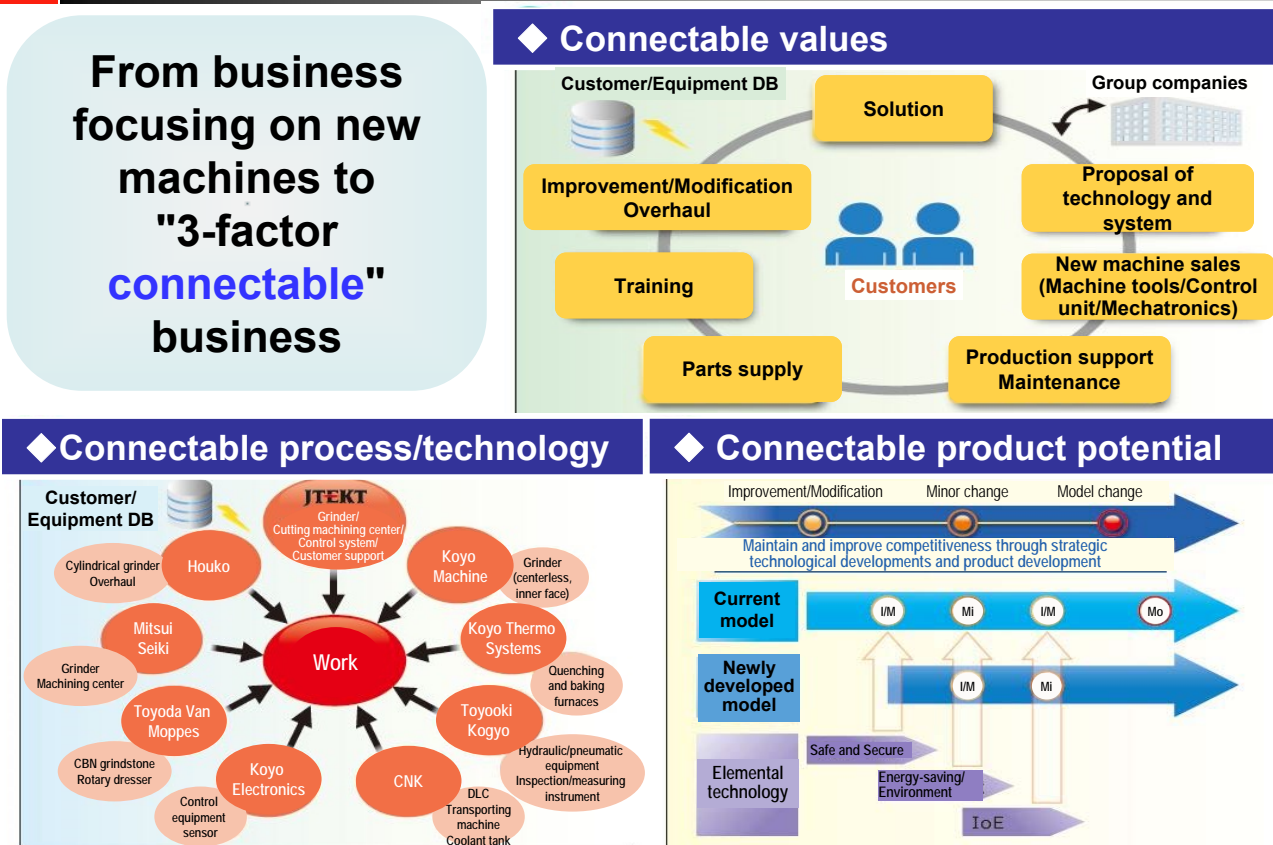 From business
focusing on new
machines to
"3-factor
connectable"
business
◆ Connectable values
Customer/Equipment DB
Group companies
Solution
Improvement/Modification
Overhaul
Proposal of
technology and
system
Training
Customers
New machine sales
(Machine tools/Control
unit/Mechatronics)
Parts supply
Production support
Maintenance
◆Connectable process/technology
Customer/
Equipment DB
JTEKT
Grinder/
Cutting machining center/
Control system/
Customer support
Houko
Cylindrical grinder
Overhaul
Koyo
Machine
Grinder
(centerless,
inner face)
Mitsui
Seiki
Grinder
Machining center
Work
Koyo Thermo
Systems
Quenching
and baking
furnaces
Toyoda Van
Moppes
CBN grindstone
Rotary dresser
Toyooki
Kogyo
Hydraulic/pneumatic
equipment
Inspection/measuring
instrument
Koyo
Electronics
Control
equipment
sensor
CNK
DLC
Transporting
machine
Coolant tank
◆ Connectable product potential
Improvement/Modification
Minor change
Model change
Maintain and improve competitiveness through strategic
technological developments and product development
Current
model
I/M
Mi
I/M
Mo
Newly
developed
model
I/M
Mi
Elemental
technology
Safe and Secure
Energy-saving/
Environment
IoE